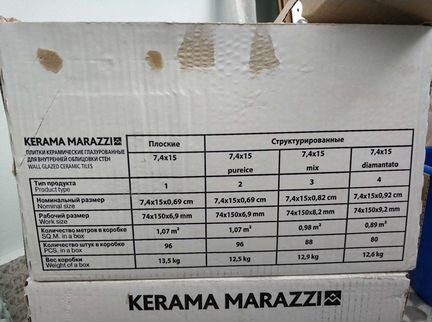 KERAMA MARAZZI
ПЛИТКИ КЕРАМИЧЕСКИЕ ГЛАЗУРОВАННЫЕ
ДЛЯ ВНУТРЕННЕЙ ОБЛИЦОВКИ СТЕН
WALL GLAZED CERAMIC TILES
Плоские Структурированные
7,4x15 7,4x15 7,4x15 7,4x15
pureice mix diamantato
Тип продукта
Product type
1 2 3 4
Номинальный размер
Nominal size
7,4x15x0,69 cm 7,4x15x0,69 cm 7,4x15x0,82 cm 7,4x15x0,92 cm
Рабочий размер
Work size
74x150x6,9 mm 74x150x6,9 mm 74x150x8,2 mm 74x150x9,2 mm
Количество метров в коробке
SQ.M. in a box
1,07 m² 1,07 m² 0,98 m² 0,89 m²
Количество штук в коробке
PCS. in a box
96 96 88 80
Вес коробки
Weight of a box
13,5 kg 12,5 kg 12,9 kg 12,6 kg
KERAMA MARAZZI